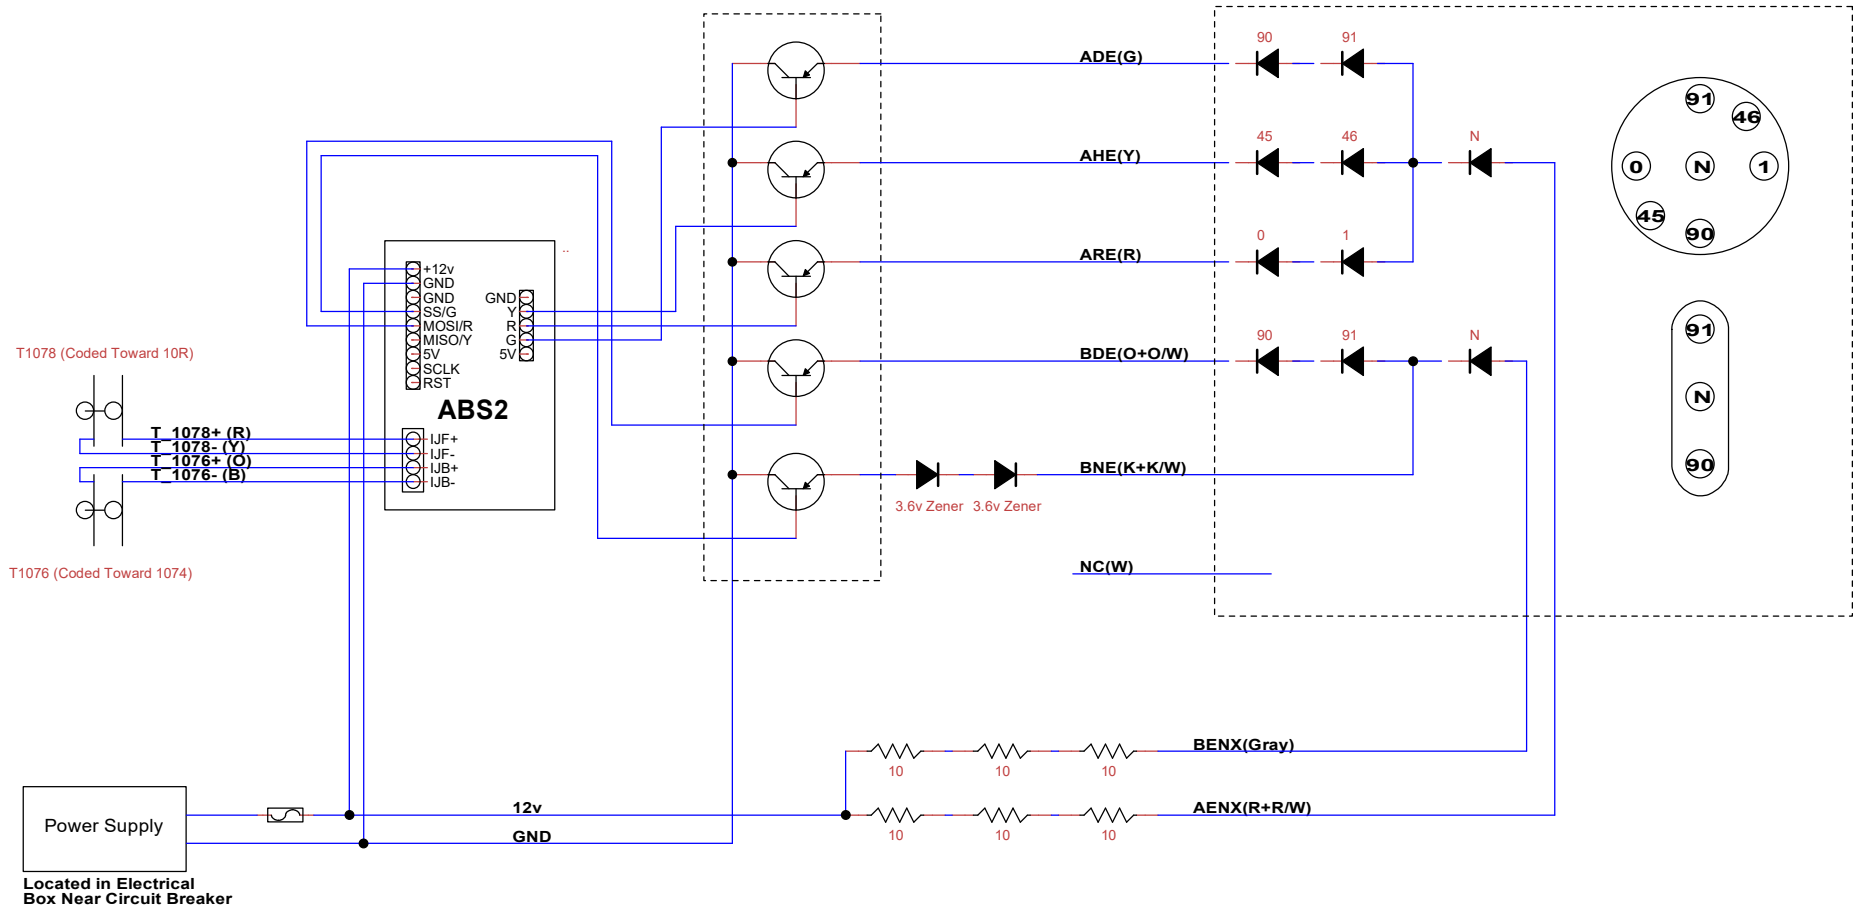 90 91
ADE(G)
91
46
45 46 N
AHE(Y)
0 N 1
45
90
0 1
ARE(R)
+12v
GND
GND
SS/G
MOSI/R
MISO/Y
5V
SCLK
RST
GND
Y
R
G
5V
ABS2
IJF+
IJF-
IJB+
IJB-
T1078 (Coded Toward 10R)
T_1078+ (R)
T_1078- (Y)
T_1076+ (O)
T_1076- (B)
T1076 (Coded Toward 1074)
90 91 N
BDE(O+O/W)
91
N
90
BNE(K+K/W)
3.6v Zener 3.6v Zener
NC(W)
BENX(Gray)
10 10 10
12v
AENX(R+R/W)
10 10 10
GND
Power Supply
Located in Electrical
Box Near Circuit Breaker